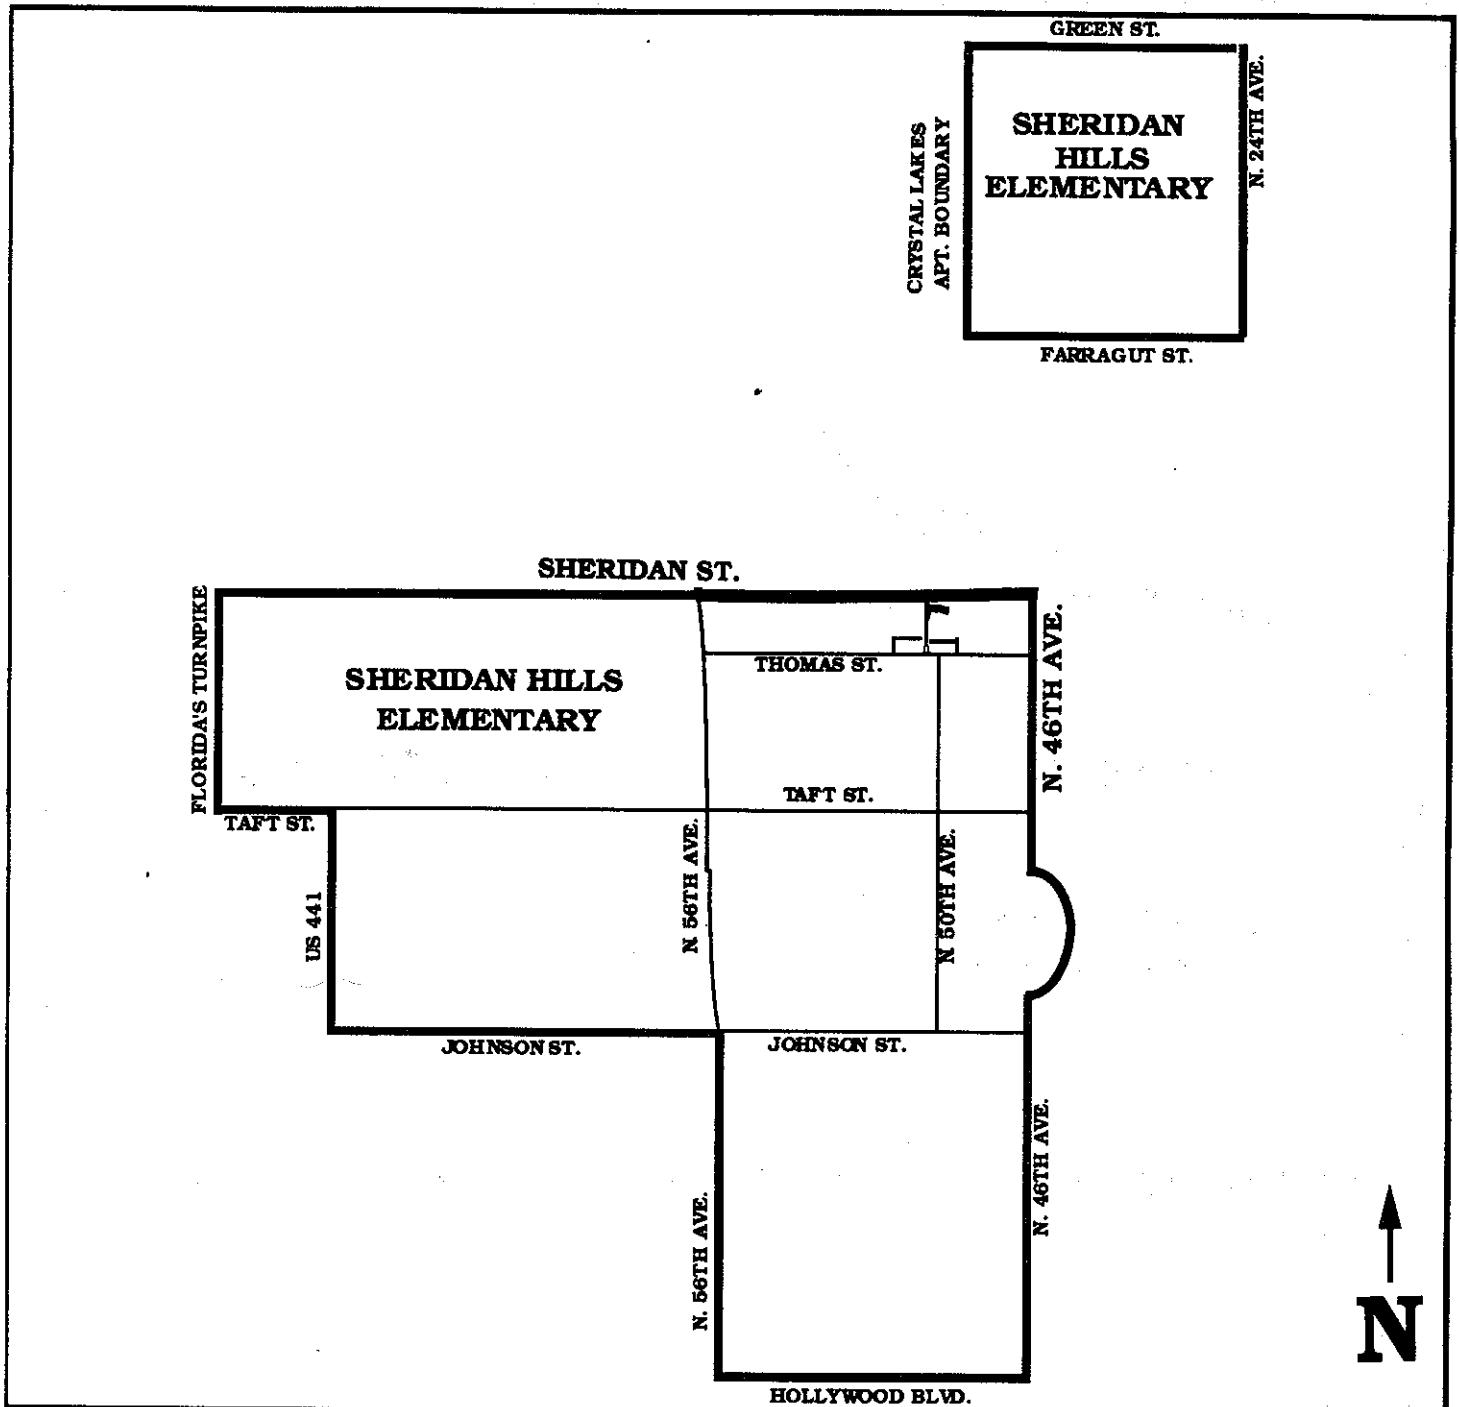 GREEN ST.
SHERIDAN
HILLS
ELEMENTARY
N. 24TH AVE.
CRYSTAL LAKES
APT. BOUNDARY
FARRAGUT ST.
SHERIDAN ST.
FLORIDA'S TURNPIKE
SHERIDAN HILLS
ELEMENTARY
THOMAS ST.
N. 46TH AVE.
TAFT ST.
TAFT ST.
US 441
N 56TH AVE.
N 50TH AVE.
JOHNSON ST.
JOHNSON ST.
N. 56TH AVE.
N. 46TH AVE.
HOLLYWOOD BLVD.
N